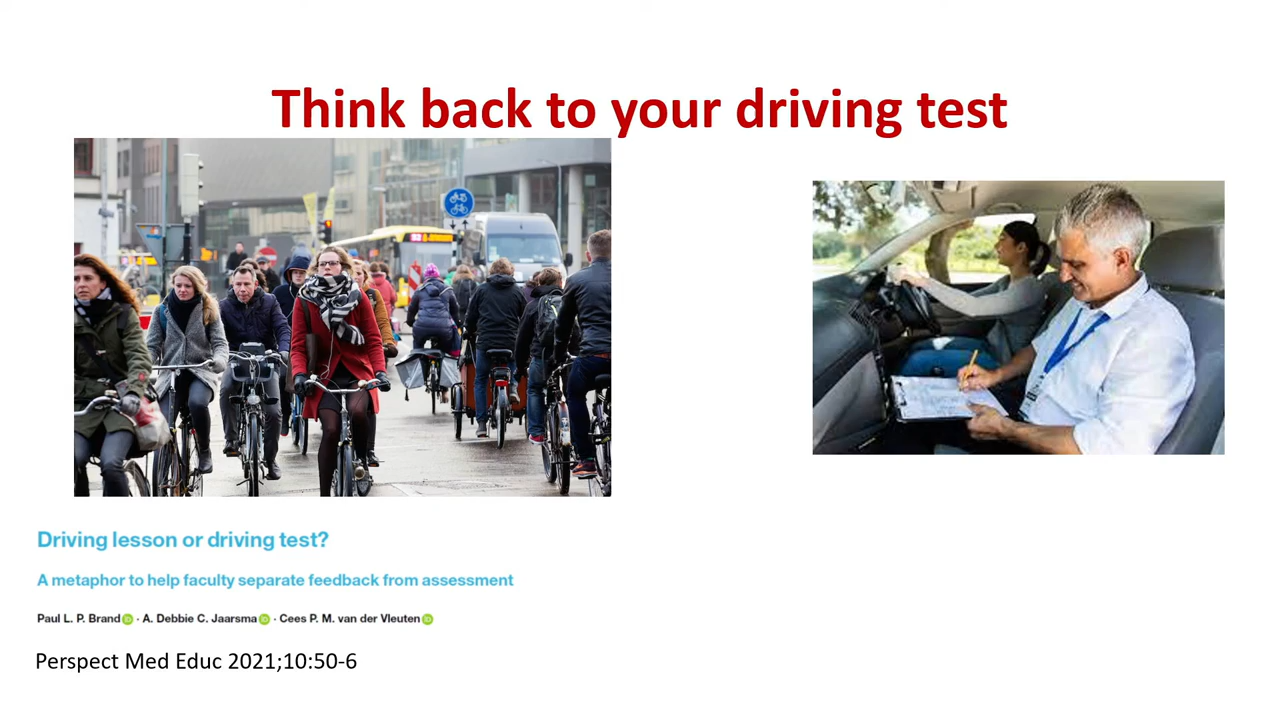 Think back to your driving test
Driving lesson or driving test?
A metaphor to help faculty separate feedback from assessment
Paul L. P. Brand · A. Debbie C. Jaarsma · Cees P. M. van der Vleuten
Perspect Med Educ 2021;10:50-6